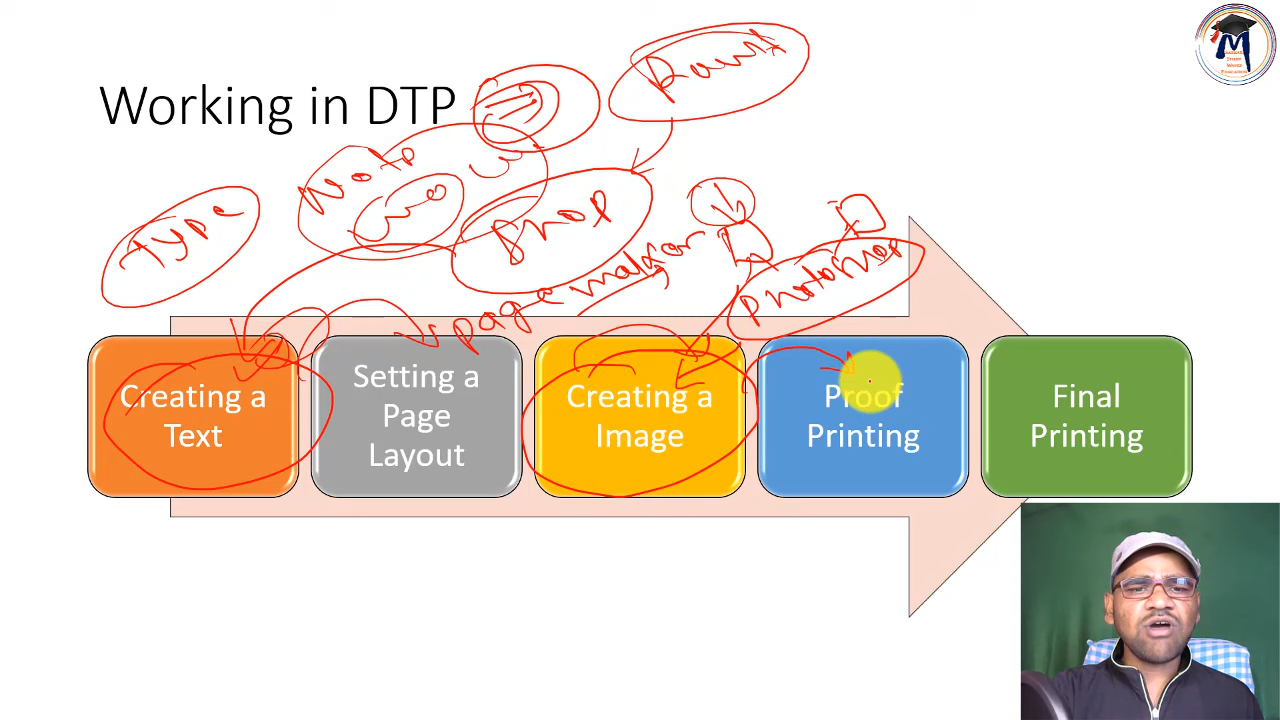 Working in DTP
Paint
Note
Type
Shop
page maker
Photoshop
Creating a
Text
Setting a
Page
Layout
Creating a
Image
Proof
Printing
Final
Printing